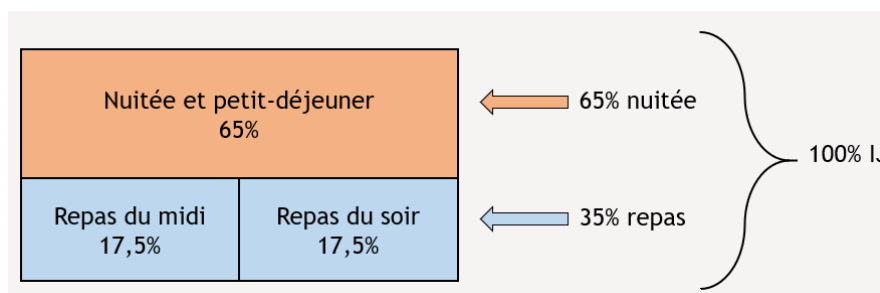 Nuitée et petit-déjeuner
65%
65% nuitée
100% IJ
Repas du midi
17,5%
Repas du soir
17,5%
35% repas